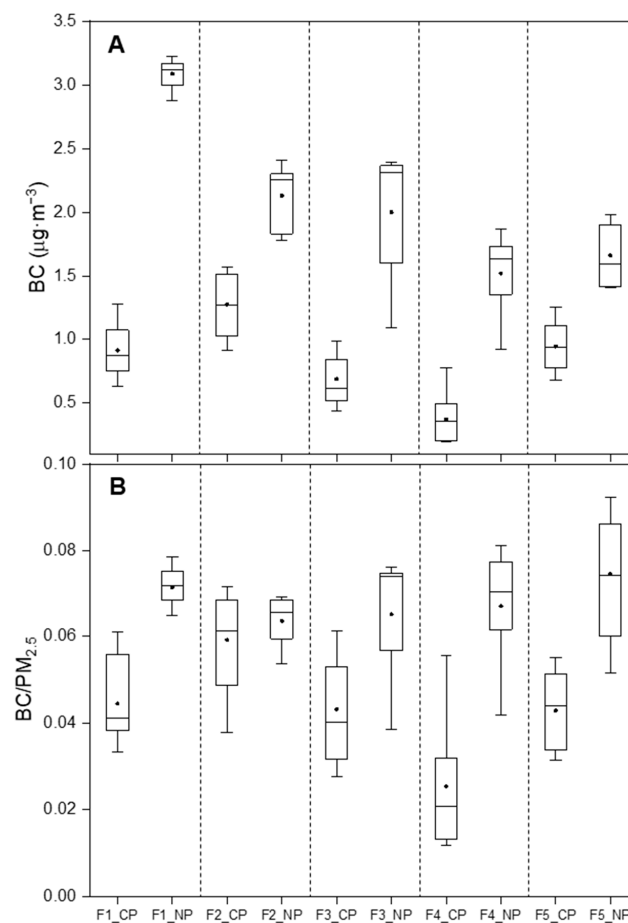 A
3.5
3.0
2.5
2.0
1.5
1.0
0.5
BC (μg·m⁻³)
B
0.10
0.08
0.06
0.04
0.02
0.00
BC/PM₂.₅
F1_CP F1_NP F2_CP F2_NP F3_CP F3_NP F4_CP F4_NP F5_CP F5_NP